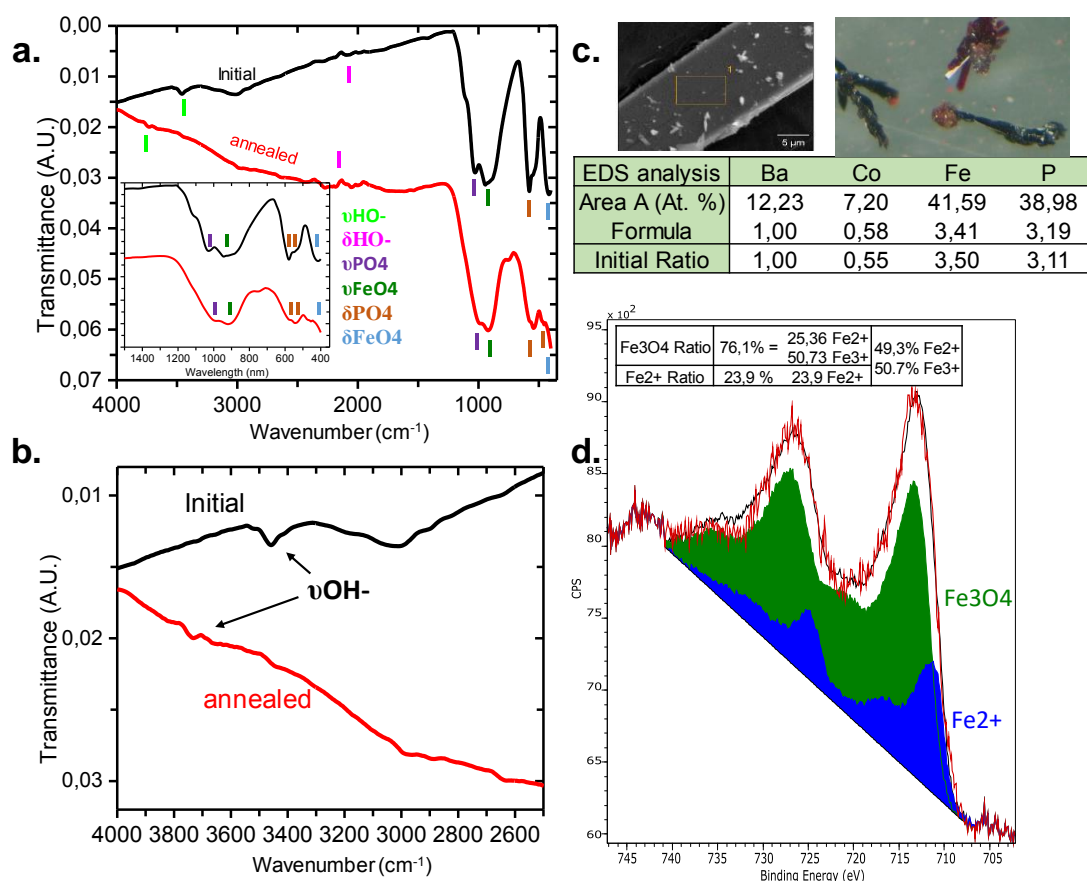 a.
0,00
0,01
0,02
0,03
0,04
0,05
0,06
0,07
Transmittance (A.U.)
Initial
annealed
υHO-
δHO-
υPO4
υFeO4
δPO4
δFeO4
1500 1000 500
Wavelength (nm)
4000 3000 2000 1000
Wavenumber (cm-1)
b.
0,01
0,02
0,03
Transmittance (A.U.)
Initial
υOH-
annealed
4000 3800 3600 3400 3200 3000 2800 2600
Wavenumber (cm-1)
c.
1
5 µm
EDS analysis Ba Co Fe P
Area A (At. %) 12,23 7,20 41,59 38,98
Formula 1,00 0,58 3,41 3,19
Initial Ratio 1,00 0,55 3,50 3,11
d.
x 10²
95
90
85
80
75
70
65
60
CPS
Fe3O4 Ratio 76,1% = 25,36 Fe2+
50,73 Fe3+
Fe2+ Ratio 23,9 % 23,9 Fe2+
49,3% Fe2+
50.7% Fe3+
Fe3O4
Fe2+
745 740 735 730 725 720 715 710 705
Binding Energy (eV)